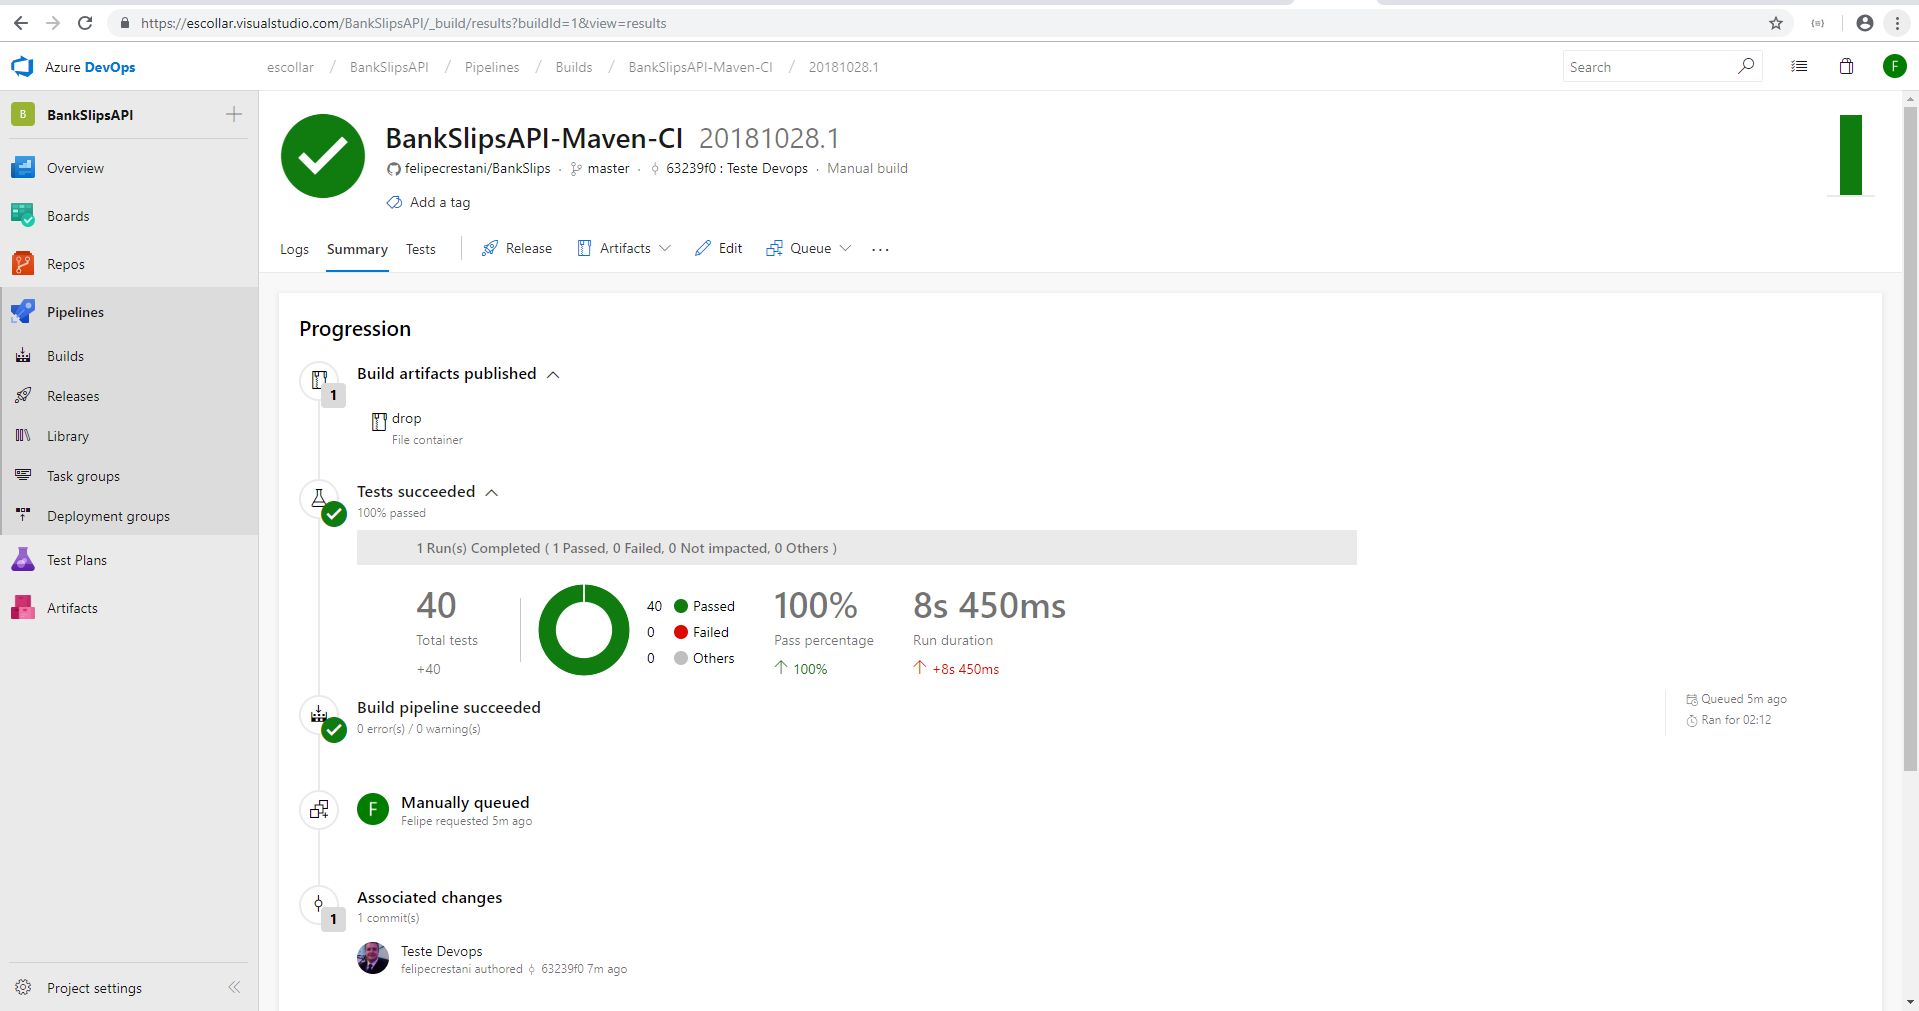 https://escollar.visualstudio.com/BankSlipsAPI/_build/results?buildId=1&view=results
Azure DevOps
escollar / BankSlipsAPI / Pipelines / Builds / BankSlipsAPI-Maven-CI / 20181028.1
Search
F
B BankSlipsAPI
Overview
Boards
Repos
Pipelines
Builds
Releases
Library
Task groups
Deployment groups
Test Plans
Artifacts
Project settings
BankSlipsAPI-Maven-CI 20181028.1
felipecrestani/BankSlips · master · 63239f0 : Teste Devops · Manual build
Add a tag
Logs Summary Tests Release Artifacts Edit Queue ...
Progression
Build artifacts published
1
drop
File container
Tests succeeded
100% passed
1 Run(s) Completed ( 1 Passed, 0 Failed, 0 Not impacted, 0 Others )
40
Total tests
+40
40 Passed
0 Failed
0 Others
100%
Pass percentage
100%
8s 450ms
Run duration
+8s 450ms
Build pipeline succeeded
0 error(s) / 0 warning(s)
Queued 5m ago
Ran for 02:12
F
Manually queued
Felipe requested 5m ago
Associated changes
1
1 commit(s)
Teste Devops
felipecrestani authored 63239f0 7m ago